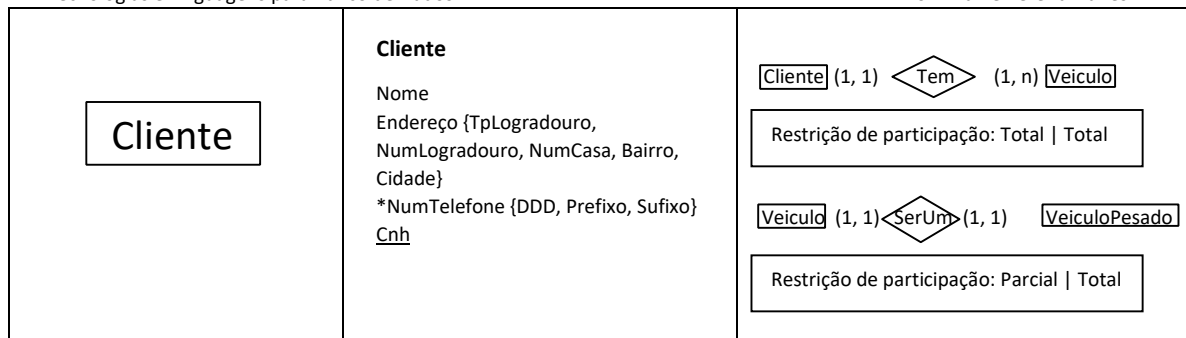 Cliente
Cliente
Nome
Endereço {TpLogradouro,
NumLogradouro, NumCasa, Bairro,
Cidade}
*NumTelefone {DDD, Prefixo, Sufixo}
Cnh
Cliente (1, 1) Tem (1, n) Veiculo
Restrição de participação: Total | Total
Veiculo (1, 1) SerUm (1, 1) VeiculoPesado
Restrição de participação: Parcial | Total